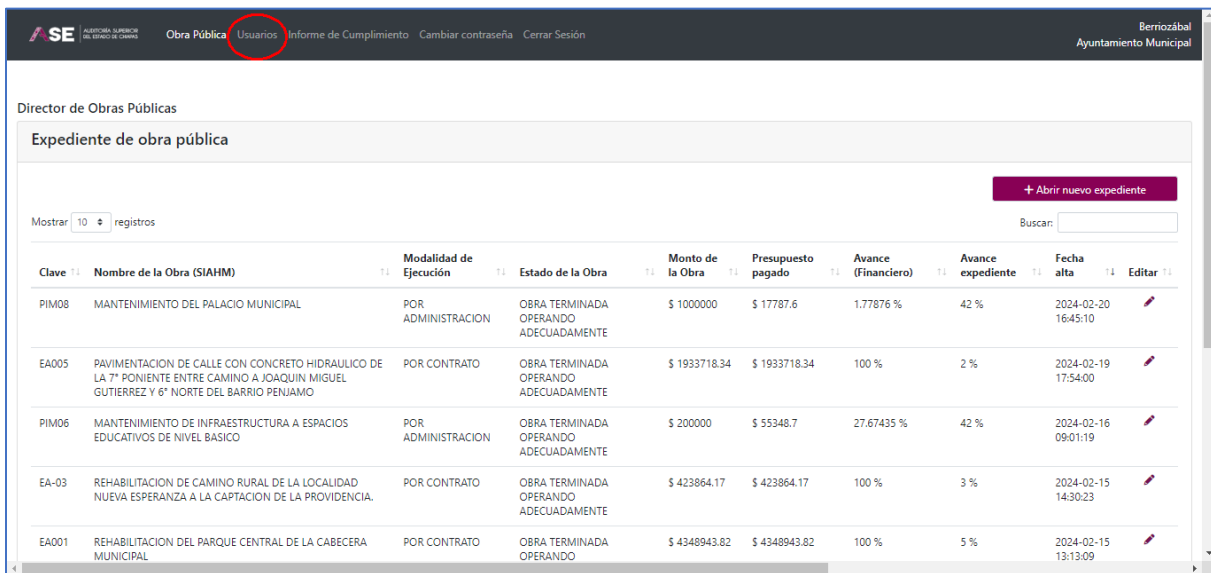 ASE AUDITORÍA SUPERIOR DEL ESTADO DE CHIAPAS
Obra Pública Usuarios Informe de Cumplimiento Cambiar contraseña Cerrar Sesión
Berriozábal
Ayuntamiento Municipal
Director de Obras Públicas
Expediente de obra pública
+ Abrir nuevo expediente
Mostrar 10 registros
Buscar:
Clave Nombre de la Obra (SIAHM) Modalidad de Ejecución Estado de la Obra Monto de la Obra Presupuesto pagado Avance (Financiero) Avance expediente Fecha alta Editar
PIM08 MANTENIMIENTO DEL PALACIO MUNICIPAL POR ADMINISTRACION OBRA TERMINADA OPERANDO ADECUADAMENTE $ 1000000 $ 17787.6 1.77876 % 42 % 2024-02-20 16:45:10
EA005 PAVIMENTACION DE CALLE CON CONCRETO HIDRAULICO DE LA 7° PONIENTE ENTRE CAMINO A JOAQUIN MIGUEL GUTIERREZ Y 6° NORTE DEL BARRIO PENJAMO POR CONTRATO OBRA TERMINADA OPERANDO ADECUADAMENTE $ 1933718.34 $ 1933718.34 100 % 2 % 2024-02-19 17:54:00
PIM06 MANTENIMIENTO DE INFRAESTRUCTURA A ESPACIOS EDUCATIVOS DE NIVEL BASICO POR ADMINISTRACION OBRA TERMINADA OPERANDO ADECUADAMENTE $ 200000 $ 55348.7 27.67435 % 42 % 2024-02-16 09:01:19
EA-03 REHABILITACION DE CAMINO RURAL DE LA LOCALIDAD NUEVA ESPERANZA A LA CAPTACION DE LA PROVIDENCIA. POR CONTRATO OBRA TERMINADA OPERANDO ADECUADAMENTE $ 423864.17 $ 423864.17 100 % 3 % 2024-02-15 14:30:23
EA001 REHABILITACION DEL PARQUE CENTRAL DE LA CABECERA MUNICIPAL POR CONTRATO OBRA TERMINADA OPERANDO $ 4348943.82 $ 4348943.82 100 % 5 % 2024-02-15 13:13:09